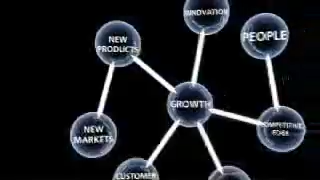 INNOVATION
PEOPLE
NEW
PRODUCTS
GROWTH
COMPETITIVE
EDGE
NEW
MARKETS
CUSTOMER